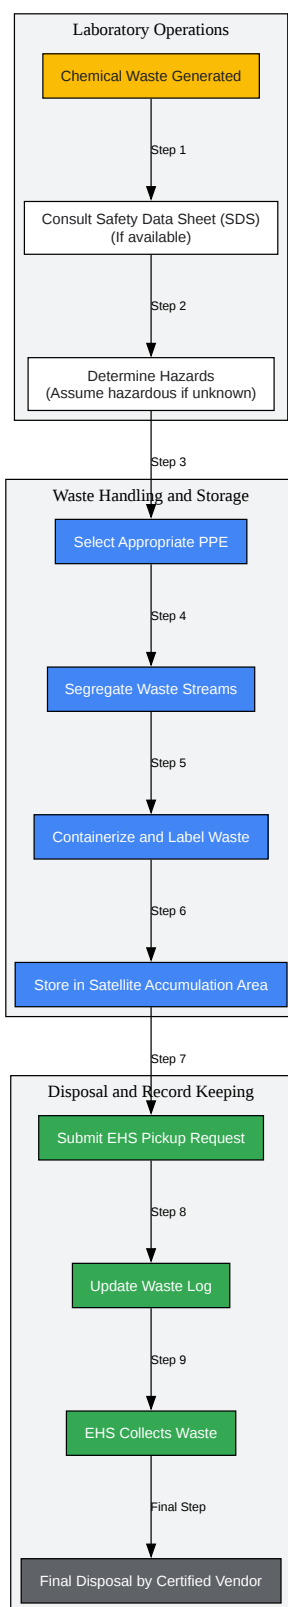 Laboratory Operations
Chemical Waste Generated
Step 1
Consult Safety Data Sheet (SDS)
(If available)
Step 2
Determine Hazards
(Assume hazardous if unknown)
Step 3
Waste Handling and Storage
Select Appropriate PPE
Step 4
Segregate Waste Streams
Step 5
Containerize and Label Waste
Step 6
Store in Satellite Accumulation Area
Step 7
Disposal and Record Keeping
Submit EHS Pickup Request
Step 8
Update Waste Log
Step 9
EHS Collects Waste
Final Step
Final Disposal by Certified Vendor